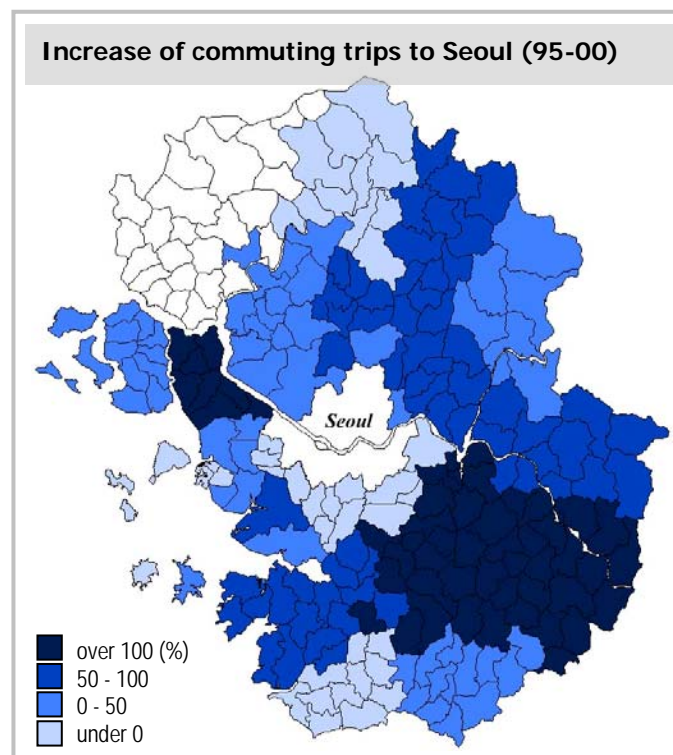 Increase of commuting trips to Seoul (95-00)
Seoul
over 100 (%)
50 - 100
0 - 50
under 0